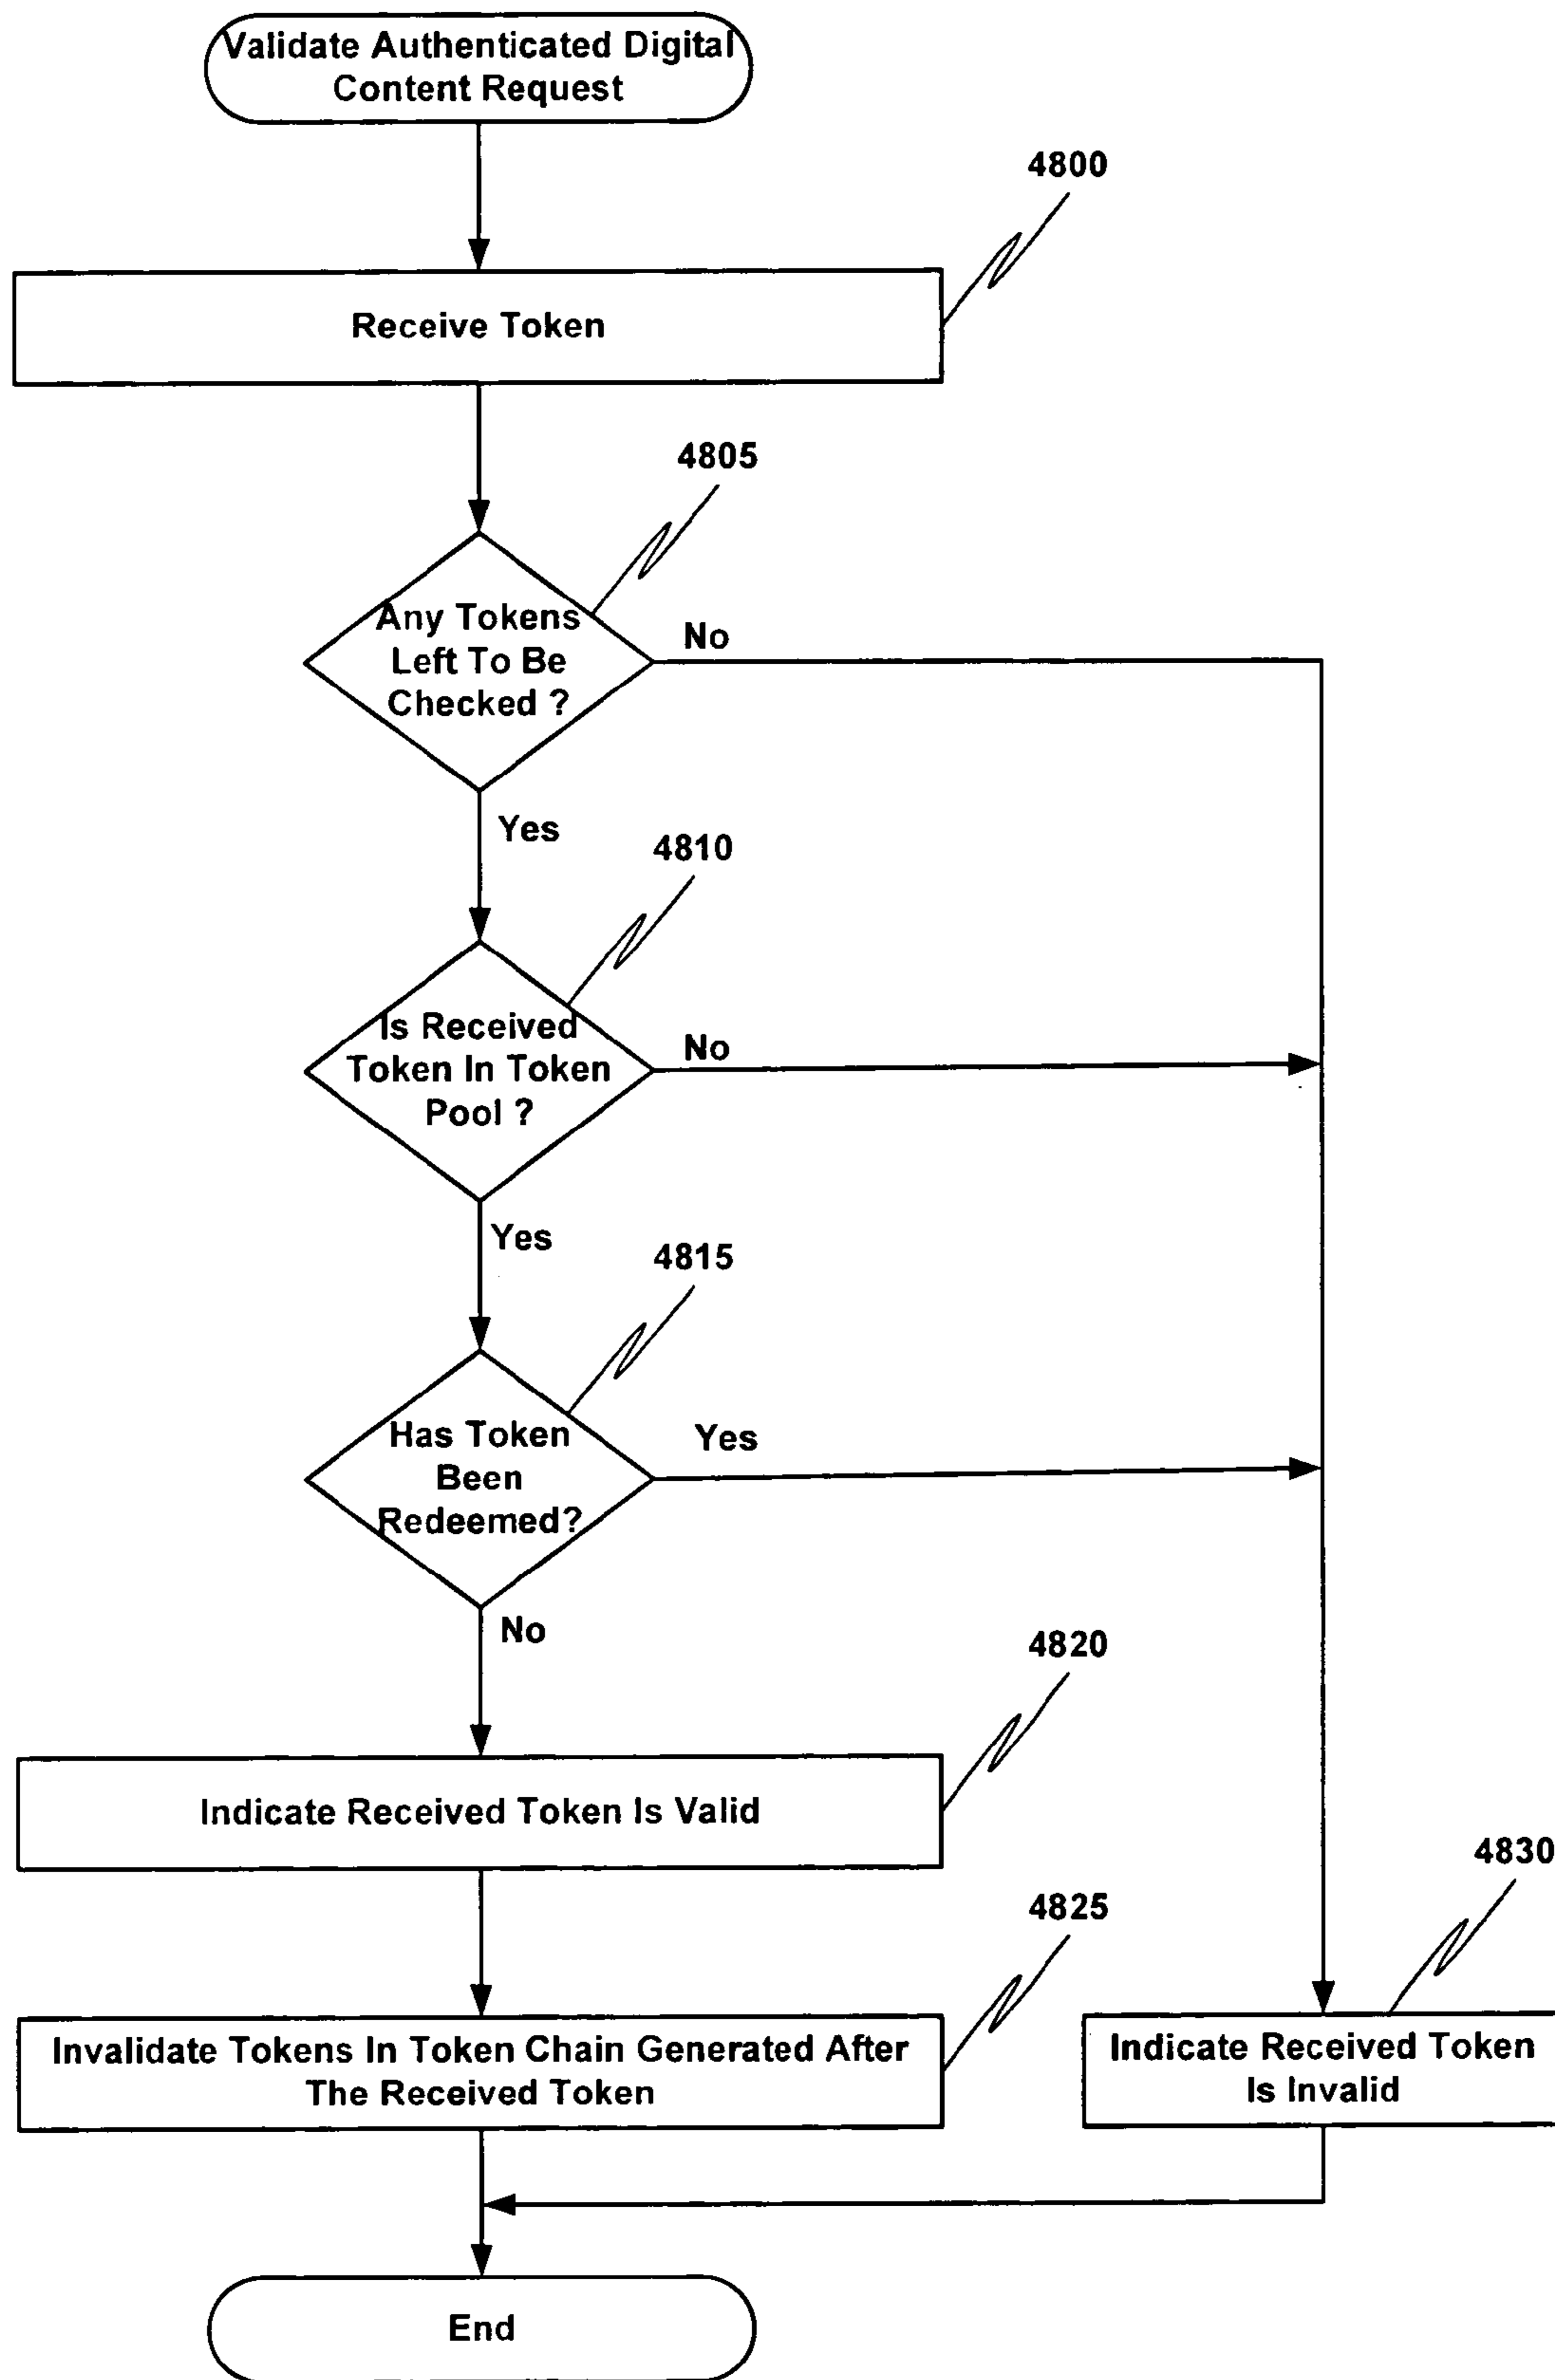 Validate Authenticated Digital
Content Request
4800
Receive Token
4805
Any Tokens
Left To Be
Checked ?
No
Yes
4810
Is Received
Token In Token
Pool ?
No
Yes
4815
Has Token
Been
Redeemed?
Yes
No
4820
Indicate Received Token Is Valid
4830
4825
Invalidate Tokens In Token Chain Generated After
The Received Token
Indicate Received Token
Is Invalid
End